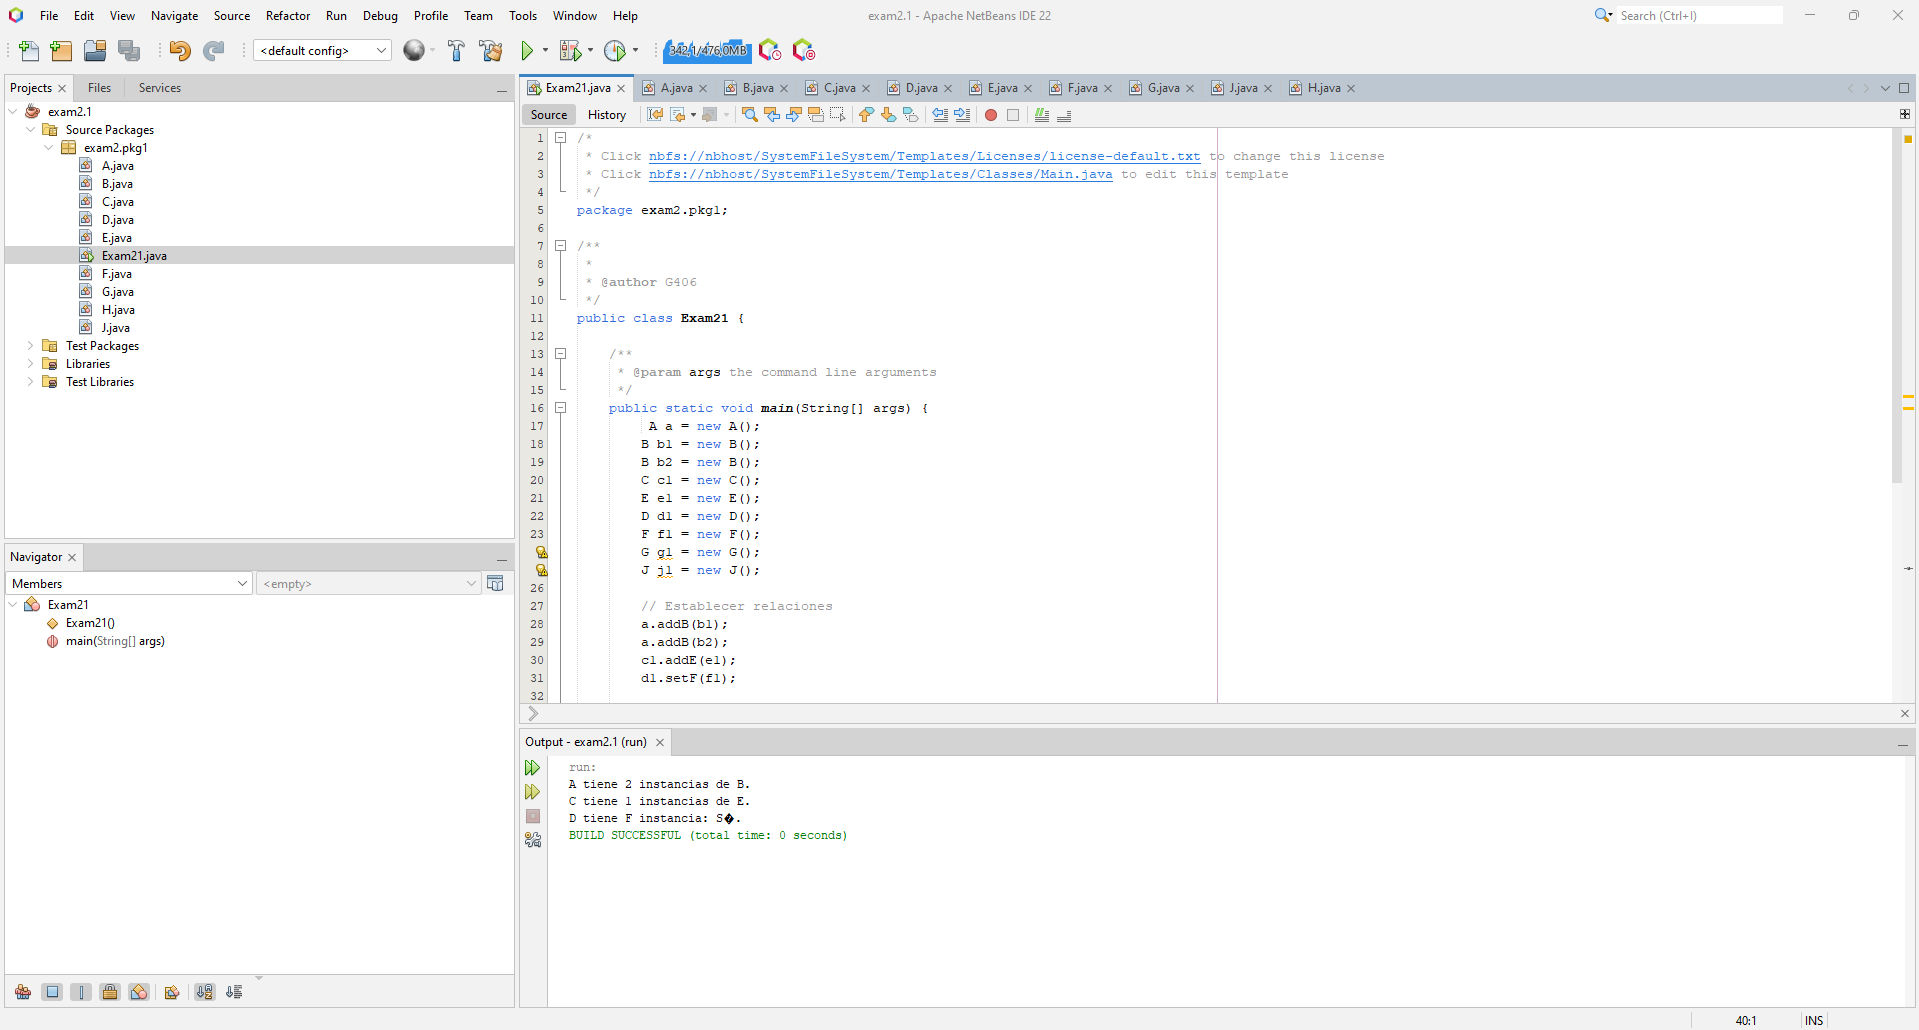 File Edit View Navigate Source Refactor Run Debug Profile Team Tools Window Help
exam2.1 - Apache NetBeans IDE 22
Search (Ctrl+I)
<default config>
342,1/476,0MB
Projects Files Services
exam2.1
Source Packages
exam2.pkg1
A.java
B.java
C.java
D.java
E.java
Exam21.java
F.java
G.java
H.java
J.java
Test Packages
Libraries
Test Libraries
Navigator
Members
<empty>
Exam21
Exam21()
main(String[] args)
Exam21.java A.java B.java C.java D.java E.java F.java G.java J.java H.java
Source History
1 /*
2 * Click nbfs://nbhost/SystemFileSystem/Templates/Licenses/license-default.txt to change this license
3 * Click nbfs://nbhost/SystemFileSystem/Templates/Classes/Main.java to edit this template
4 */
5 package exam2.pkg1;
6
7 /**
8 *
9 * @author G406
10 */
11 public class Exam21 {
12
13 /**
14 * @param args the command line arguments
15 */
16 public static void main(String[] args) {
17 A a = new A();
18 B b1 = new B();
19 B b2 = new B();
20 C c1 = new C();
21 E e1 = new E();
22 D d1 = new D();
23 F f1 = new F();
G g1 = new G();
J j1 = new J();
26
27 // Establecer relaciones
28 a.addB(b1);
29 a.addB(b2);
30 c1.addE(e1);
31 d1.setF(f1);
32
Output - exam2.1 (run)
run:
A tiene 2 instancias de B.
C tiene 1 instancias de E.
D tiene F instancia: S�.
BUILD SUCCESSFUL (total time: 0 seconds)
40:1 INS